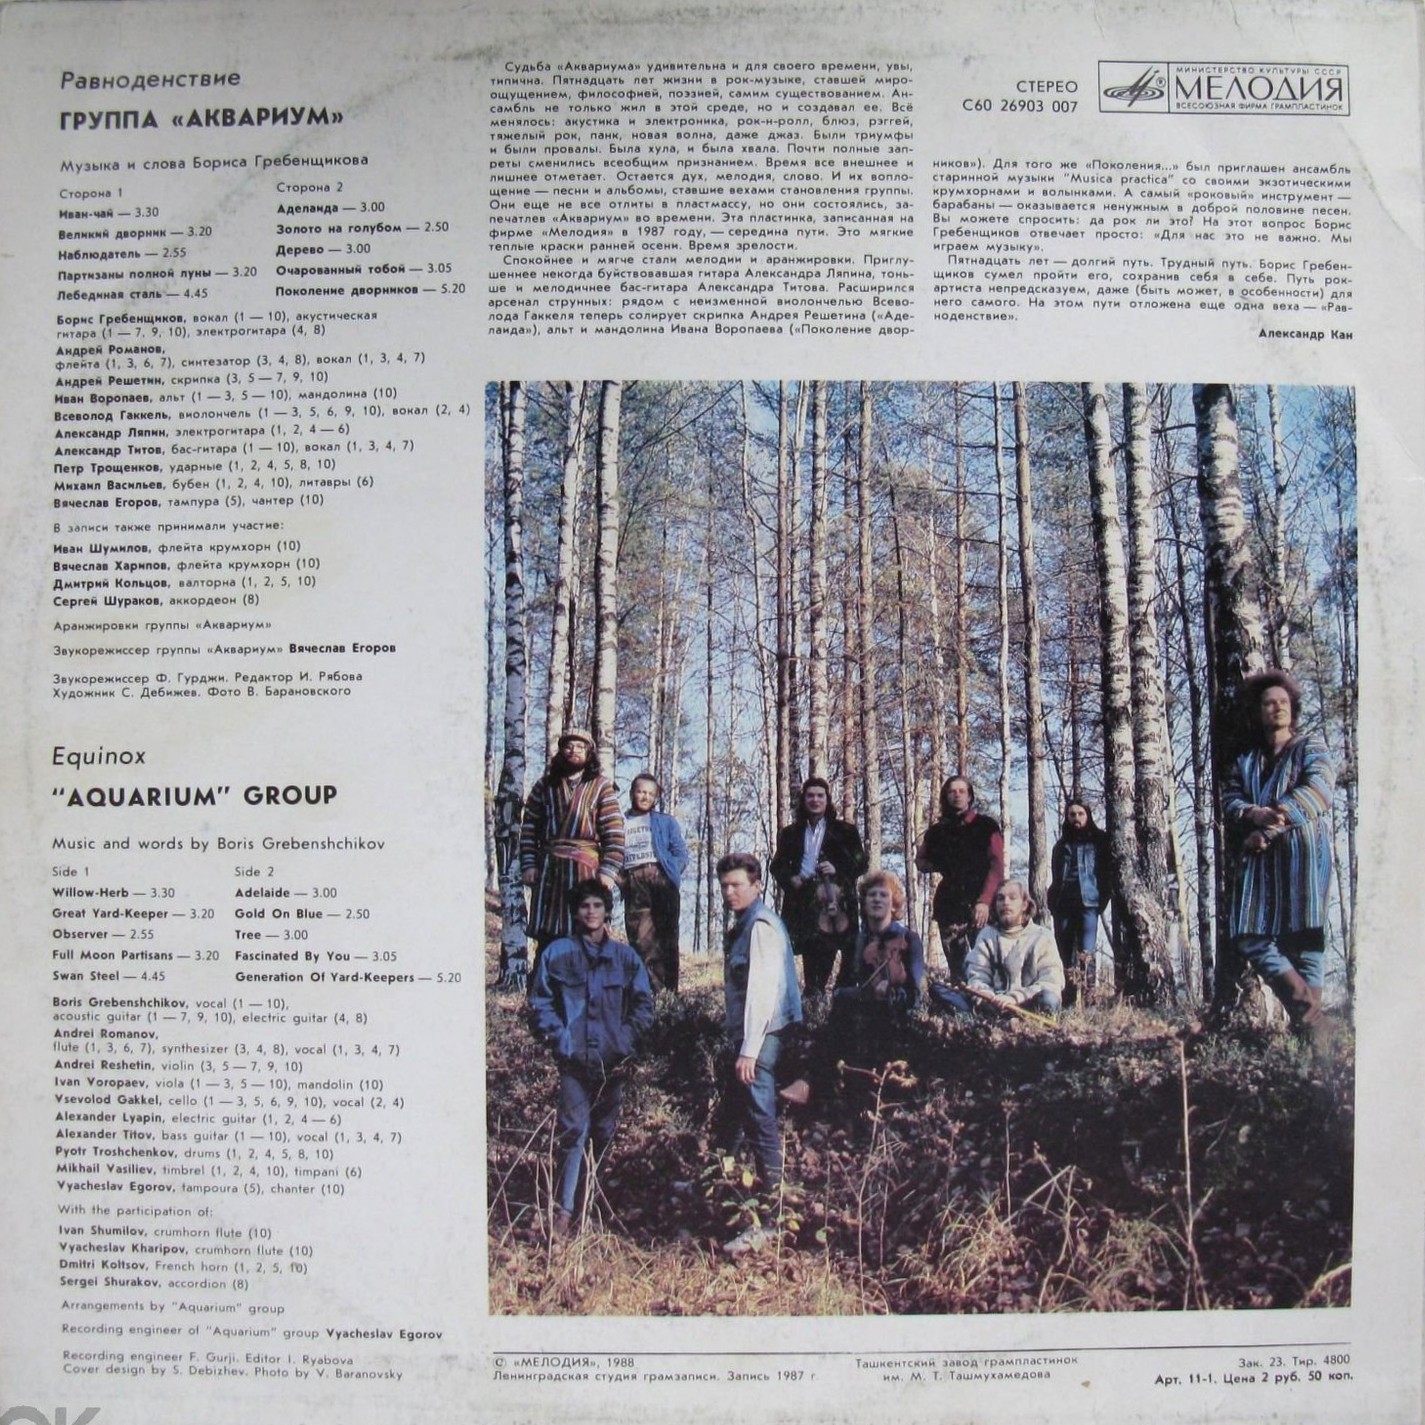 Равноденствие
ГРУППА «АКВАРИУМ»
Музыка и слова Бориса Гребенщикова
Сторона 1
Иван-чай — 3.30
Великий дворник — 3.20
Наблюдатель — 2.55
Партизаны полной луны — 3.20
Лебединая сталь — 4.45
Сторона 2
Аделаида — 3.00
Золото на голубом — 2.50
Дерево — 3.00
Очарованный тобой — 3.05
Поколение дворников — 5.20
Борис Гребенщиков, вокал (1 — 10), акустическая
гитара (1 — 7, 9, 10), электрогитара (4, 8)
Андрей Романов,
флейта (1, 3, 6, 7), синтезатор (3, 4, 8), вокал (1, 3, 4, 7)
Андрей Решетин, скрипка (3, 5 — 7, 9, 10)
Иван Воропаев, альт (1 — 3, 5 — 10), мандолина (10)
Всеволод Гаккель, виолончель (1 — 3, 5, 6, 9, 10), вокал (2, 4)
Александр Ляпин, электрогитара (1, 2, 4 — 6)
Александр Титов, бас-гитара (1 — 10), вокал (1, 3, 4, 7)
Петр Трощенков, ударные (1, 2, 4, 5, 8, 10)
Михаил Васильев, бубен (1, 2, 4, 10), литавры (6)
Вячеслав Егоров, тампура (5), чантер (10)
В записи также принимали участие:
Иван Шумилов, флейта крумхорн (10)
Вячеслав Харипов, флейта крумхорн (10)
Дмитрий Кольцов, валторна (1, 2, 5, 10)
Сергей Шураков, аккордеон (8)
Аранжировки группы «Аквариум»
Звукорежиссер группы «Аквариум» Вячеслав Егоров
Звукорежиссер Ф. Гурджи. Редактор И. Рябова
Художник С. Дебижев. Фото В. Барановского
Equinox
"AQUARIUM" GROUP
Music and words by Boris Grebenshchikov
Side 1
Willow-Herb — 3.30
Great Yard-Keeper — 3.20
Observer — 2.55
Full Moon Partisans — 3.20
Swan Steel — 4.45
Side 2
Adelaide — 3.00
Gold On Blue — 2.50
Tree — 3.00
Fascinated By You — 3.05
Generation Of Yard-Keepers — 5.20
Boris Grebenshchikov, vocal (1 — 10),
acoustic guitar (1 — 7, 9, 10), electric guitar (4, 8)
Andrei Romanov,
flute (1, 3, 6, 7), synthesizer (3, 4, 8), vocal (1, 3, 4, 7)
Andrei Reshetin, violin (3, 5 — 7, 9, 10)
Ivan Voropaev, viola (1 — 3, 5 — 10), mandolin (10)
Vsevolod Gakkel, cello (1 — 3, 5, 6, 9, 10), vocal (2, 4)
Alexander Lyapin, electric guitar (1, 2, 4 — 6)
Alexander Titov, bass guitar (1 — 10), vocal (1, 3, 4, 7)
Pyotr Troshchenkov, drums (1, 2, 4, 5, 8, 10)
Mikhail Vasiliev, timbrel (1, 2, 4, 10), timpani (6)
Vyacheslav Egorov, tampoura (5), chanter (10)
With the participation of:
Ivan Shumilov, crumhorn flute (10)
Vyacheslav Kharipov, crumhorn flute (10)
Dmitri Koltsov, French horn (1, 2, 5, 10)
Sergei Shurakov, accordion (8)
Arrangements by "Aquarium" group
Recording engineer of "Aquarium" group Vyacheslav Egorov
Recording engineer F. Gurji. Editor I. Ryabova
Cover design by S. Debizhev. Photo by V. Baranovsky
Судьба «Аквариума» удивительна и для своего времени, увы,
типична. Пятнадцать лет жизни в рок-музыке, ставшей миро-
ощущением, философией, поэзией, самим существованием. Ан-
самбль не только жил в этой среде, но и создавал ее. Всё
менялось: акустика и электроника, рок-н-ролл, блюз, рэггей,
тяжелый рок, панк, новая волна, даже джаз. Были триумфы
и были провалы. Была хула, и была хвала. Почти полные зап-
реты сменились всеобщим признанием. Время все внешнее и
лишнее отметает. Остается дух, мелодия, слово. И их вопло-
щение — песни и альбомы, ставшие вехами становления группы.
Они еще не все отлиты в пластмассу, но они состоялись, за-
печатлев «Аквариум» во времени. Эта пластинка, записанная на
фирме «Мелодия» в 1987 году, — середина пути. Это мягкие
теплые краски ранней осени. Время зрелости.
Спокойнее и мягче стали мелодии и аранжировки. Приглу-
шеннее некогда буйствовавшая гитара Александра Ляпина, тонь-
ше и мелодичнее бас-гитара Александра Титова. Расширился
арсенал струнных: рядом с неизменной виолончелью Всево-
лода Гаккеля теперь солирует скрипка Андрея Решетина («Аде-
лаида»), альт и мандолина Ивана Воропаева («Поколение двор-
СТЕРЕО
С60 26903 007
МИНИСТЕРСТВО КУЛЬТУРЫ СССР
МЕЛОДИЯ
ВСЕСОЮЗНАЯ ФИРМА ГРАМПЛАСТИНОК
ников»). Для того же «Поколения...» был приглашен ансамбль
старинной музыки "Musica practica" со своими экзотическими
крумхорнами и волынками. А самый «роковый» инструмент —
барабаны — оказывается ненужным в доброй половине песен.
Вы можете спросить: да рок ли это? На этот вопрос Борис
Гребенщиков отвечает просто: «Для нас это не важно. Мы
играем музыку».
Пятнадцать лет — долгий путь. Трудный путь. Борис Гребен-
щиков сумел пройти его, сохранив себя в себе. Путь рок-
артиста непредсказуем, даже (быть может, в особенности) для
него самого. На этом пути отложена еще одна веха — «Рав-
ноденствие».
Александр Кан
© «МЕЛОДИЯ», 1988
Ленинградская студия грамзаписи. Запись 1987 г.
Ташкентский завод грампластинок
им. М. Т. Ташмухамедова
Зак. 23. Тир. 4800
Арт. 11-1. Цена 2 руб. 50 коп.